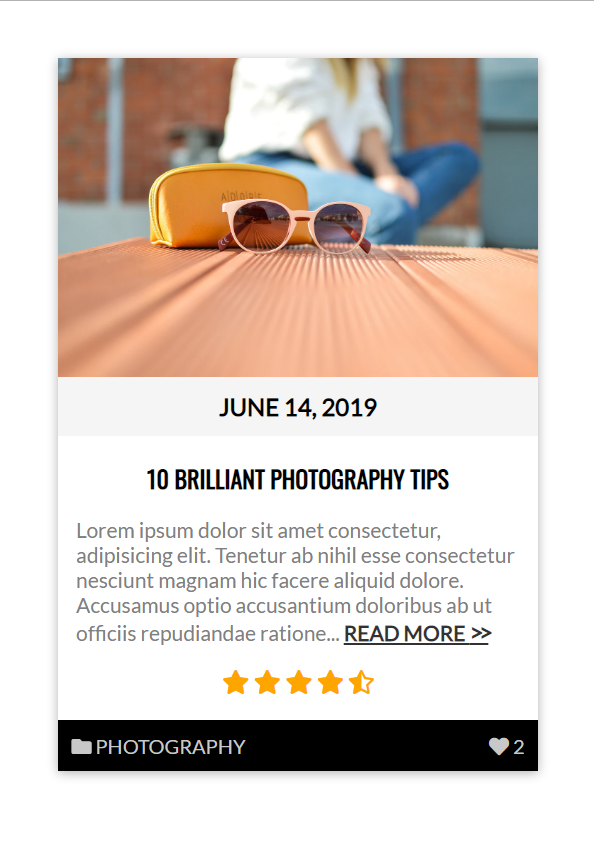 JUNE 14, 2019
10 BRILLIANT PHOTOGRAPHY TIPS
Lorem ipsum dolor sit amet consectetur,
adipisicing elit. Tenetur ab nihil esse consectetur
nesciunt magnam hic facere aliquid dolore.
Accusamus optio accusantium doloribus ab ut
officiis repudiandae ratione... READ MORE >>
PHOTOGRAPHY 2